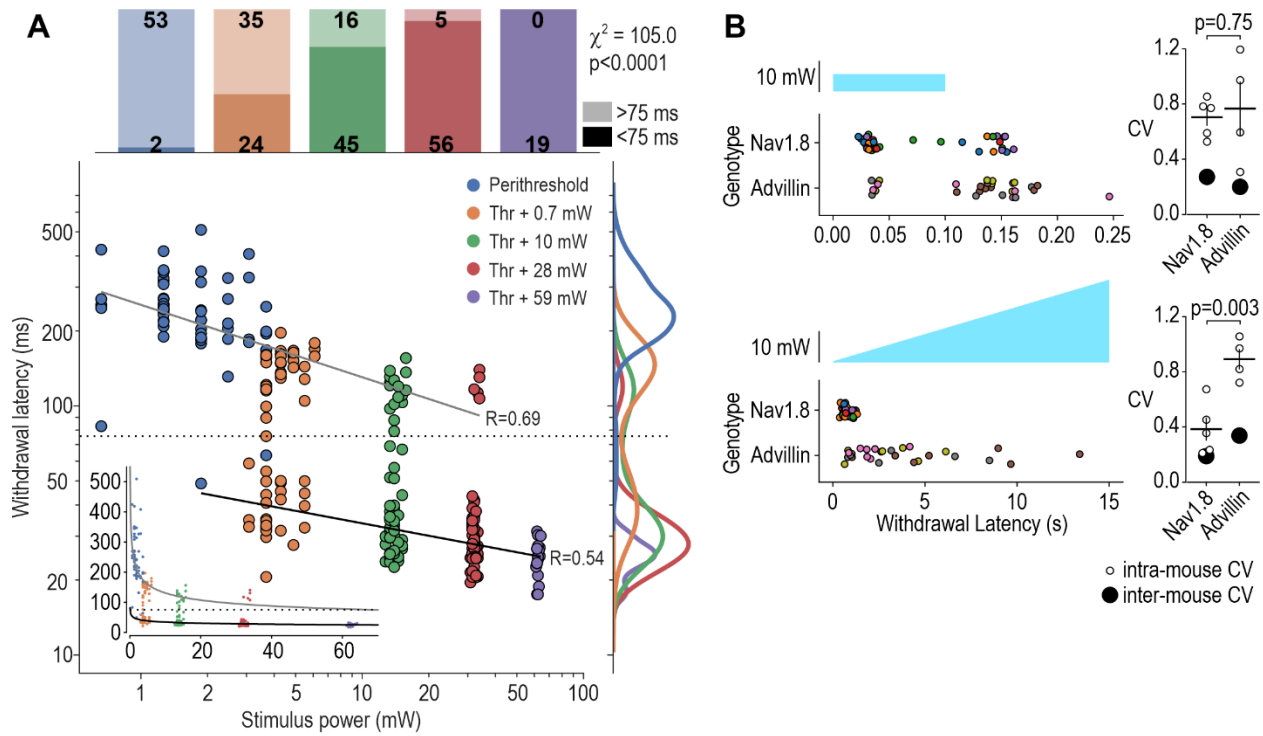 A
53 35 16 5 0
2 24 45 56 19
χ² = 105.0
p<0.0001
>75 ms
<75 ms
Perithreshold
Thr + 0.7 mW
Thr + 10 mW
Thr + 28 mW
Thr + 59 mW
Withdrawal latency (ms)
500
200
100
50
20
10
R=0.69
R=0.54
500
400
300
200
100
0
0 20 40 60
1 2 5 10 20 50 100
Stimulus power (mW)
B
10 mW
Genotype
Nav1.8
Advillin
0.00 0.05 0.10 0.15 0.20 0.25
p=0.75
CV
1.2
0.8
0.4
0.0
Nav1.8 Advillin
10 mW
Genotype
Nav1.8
Advillin
0 5 10 15
Withdrawal Latency (s)
p=0.003
CV
1.2
0.8
0.4
0.0
Nav1.8 Advillin
intra-mouse CV
inter-mouse CV